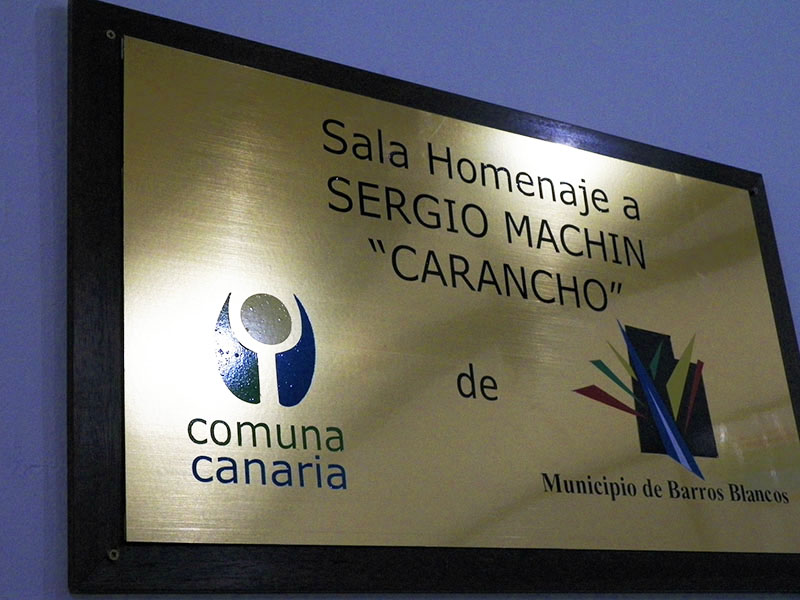 Sala Homenaje a
SERGIO MACHIN
“CARANCHO”
de
comuna
canaria
Municipio de Barros Blancos